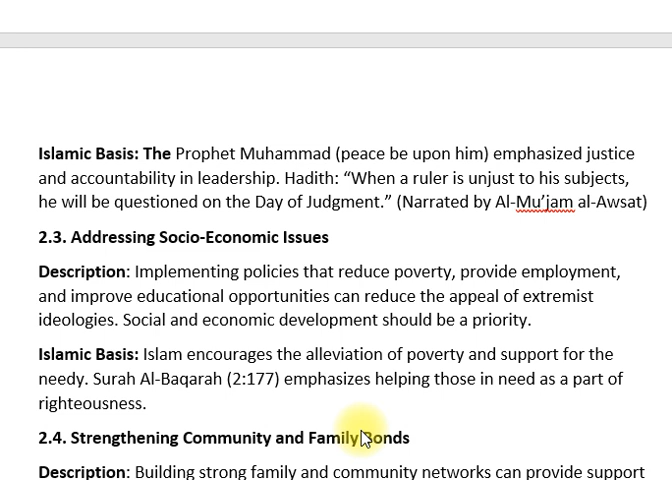 Islamic Basis: The Prophet Muhammad (peace be upon him) emphasized justice
and accountability in leadership. Hadith: “When a ruler is unjust to his subjects,
he will be questioned on the Day of Judgment.” (Narrated by Al-Mu’jam al-Awsat)
2.3. Addressing Socio-Economic Issues
Description: Implementing policies that reduce poverty, provide employment,
and improve educational opportunities can reduce the appeal of extremist
ideologies. Social and economic development should be a priority.
Islamic Basis: Islam encourages the alleviation of poverty and support for the
needy. Surah Al-Baqarah (2:177) emphasizes helping those in need as a part of
righteousness.
2.4. Strengthening Community and Family Bonds
Description: Building strong family and community networks can provide support